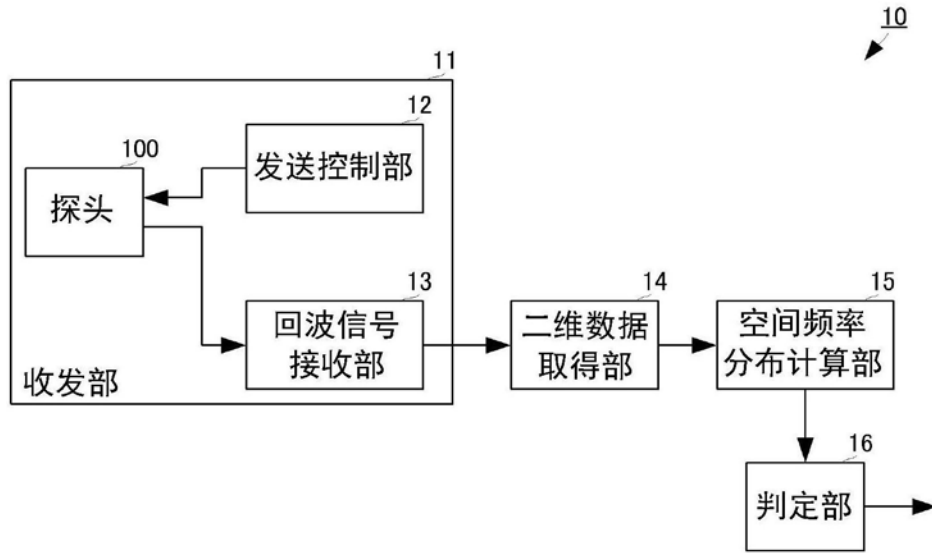 10
11
12
发送控制部
100
探头
13
回波信号
接收部
收发部
14
二维数据
取得部
15
空间频率
分布计算部
16
判定部